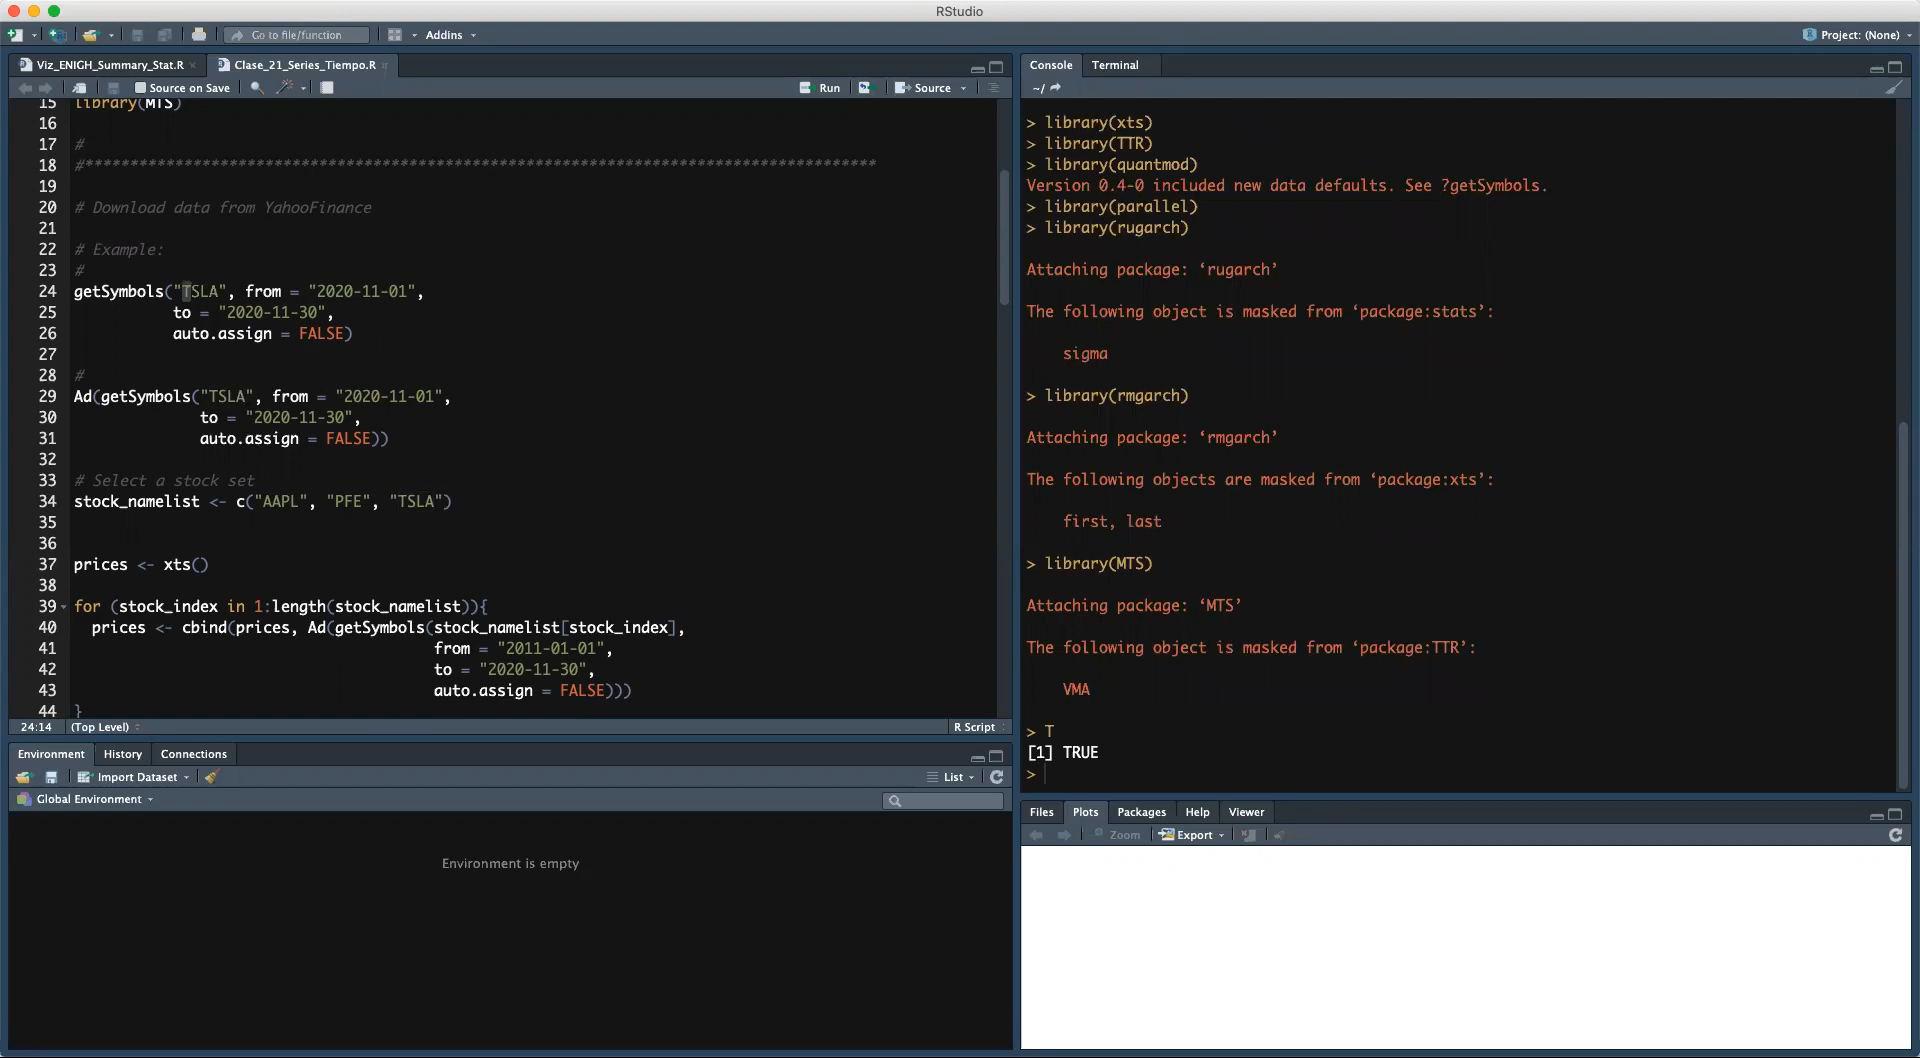 RStudio
Go to file/function
Addins
Project: (None)
Viz_ENIGH_Summary_Stat.R
Clase_21_Series_Tiempo.R
Source on Save
Run
Source
15 library(MTS)
16
17 #
18 #****************************************************************************************
19
20 # Download data from YahooFinance
21
22 # Example:
23 #
24 getSymbols("TSLA", from = "2020-11-01",
25 to = "2020-11-30",
26 auto.assign = FALSE)
27
28 #
29 Ad(getSymbols("TSLA", from = "2020-11-01",
30 to = "2020-11-30",
31 auto.assign = FALSE))
32
33 # Select a stock set
34 stock_namelist <- c("AAPL", "PFE", "TSLA")
35
36
37 prices <- xts()
38
39 for (stock_index in 1:length(stock_namelist)){
40 prices <- cbind(prices, Ad(getSymbols(stock_namelist[stock_index],
41 from = "2011-01-01",
42 to = "2020-11-30",
43 auto.assign = FALSE)))
44 }
24:14
(Top Level)
R Script
Environment
History
Connections
Import Dataset
List
Global Environment
Environment is empty
Console
Terminal
~/
> library(xts)
> library(TTR)
> library(quantmod)
Version 0.4-0 included new data defaults. See ?getSymbols.
> library(parallel)
> library(rugarch)
Attaching package: ‘rugarch’
The following object is masked from ‘package:stats’:
sigma
> library(rmgarch)
Attaching package: ‘rmgarch’
The following objects are masked from ‘package:xts’:
first, last
> library(MTS)
Attaching package: ‘MTS’
The following object is masked from ‘package:TTR’:
VMA
> T
[1] TRUE
>
Files
Plots
Packages
Help
Viewer
Zoom
Export